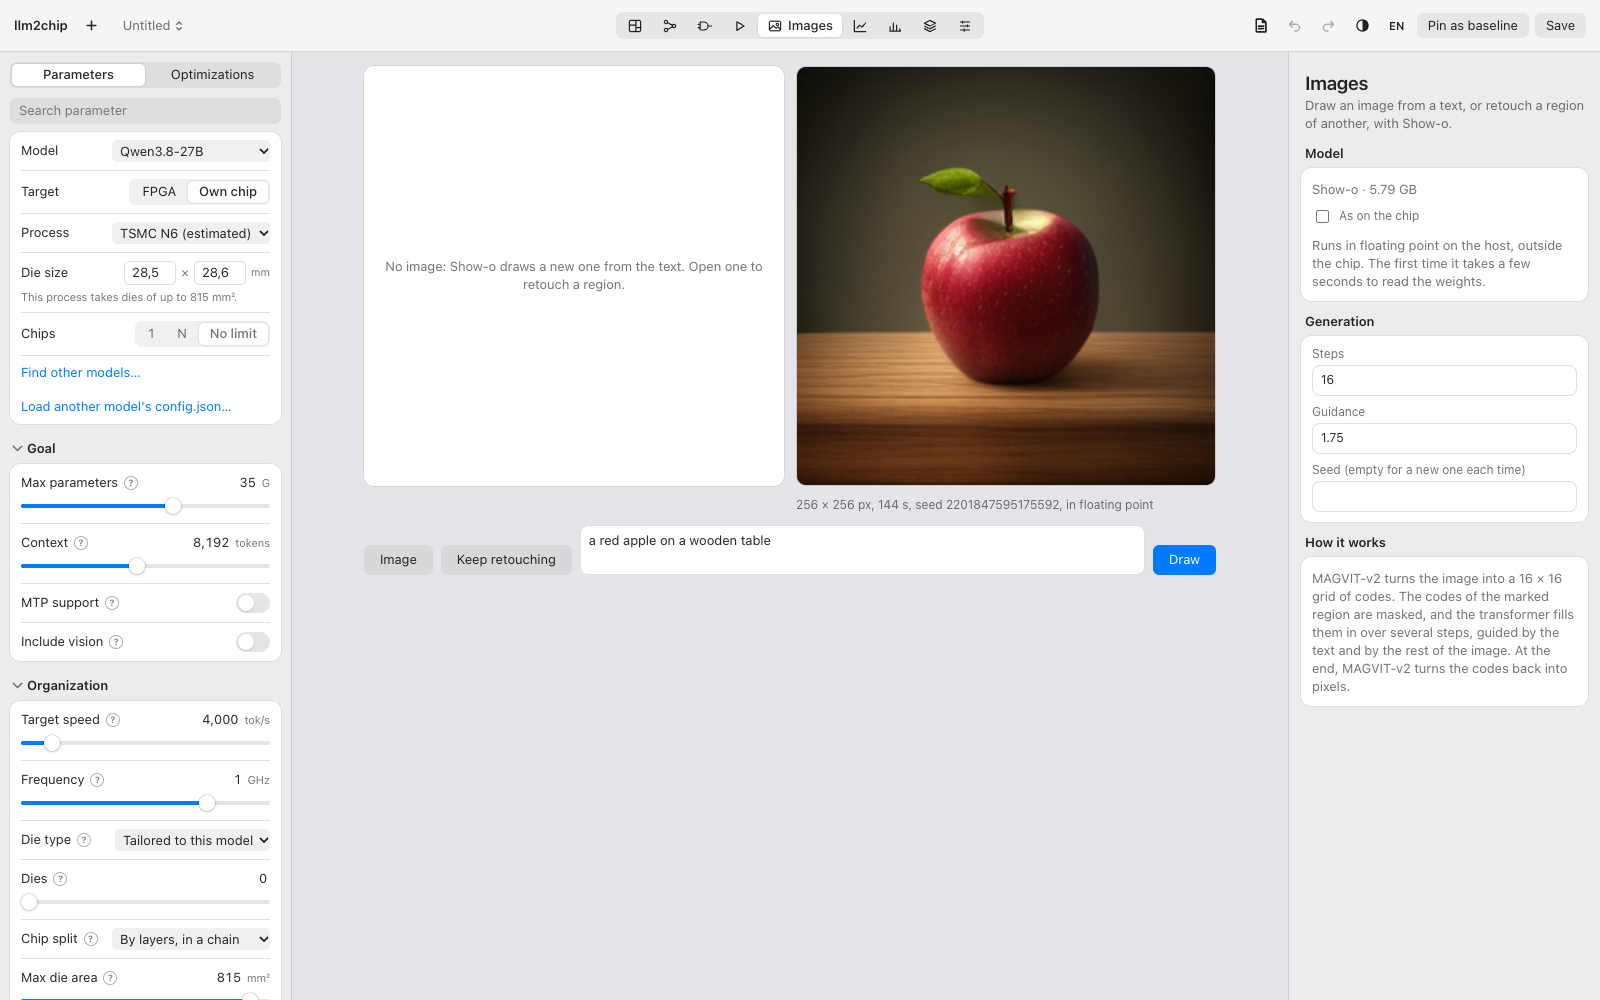 llm2chip + Untitled
Images
EN Pin as baseline Save
Parameters Optimizations
Search parameter
Model Qwen3.8-27B
Target FPGA Own chip
Process TSMC N6 (estimated)
Die size 28,5 × 28,6 mm
This process takes dies of up to 815 mm².
Chips 1 N No limit
Find other models...
Load another model's config.json...
Goal
Max parameters ? 35 G
Context ? 8,192 tokens
MTP support ?
Include vision ?
Organization
Target speed ? 4,000 tok/s
Frequency ? 1 GHz
Die type ? Tailored to this model
Dies ? 0
Chip split ? By layers, in a chain
Max die area ? 815 mm²
No image: Show-o draws a new one from the text. Open one to
retouch a region.
256 × 256 px, 144 s, seed 2201847595175592, in floating point
Image Keep retouching a red apple on a wooden table Draw
Images
Draw an image from a text, or retouch a region
of another, with Show-o.
Model
Show-o · 5.79 GB
As on the chip
Runs in floating point on the host, outside
the chip. The first time it takes a few
seconds to read the weights.
Generation
Steps
16
Guidance
1.75
Seed (empty for a new one each time)
How it works
MAGVIT-v2 turns the image into a 16 × 16
grid of codes. The codes of the marked
region are masked, and the transformer fills
them in over several steps, guided by the
text and by the rest of the image. At the
end, MAGVIT-v2 turns the codes back into
pixels.